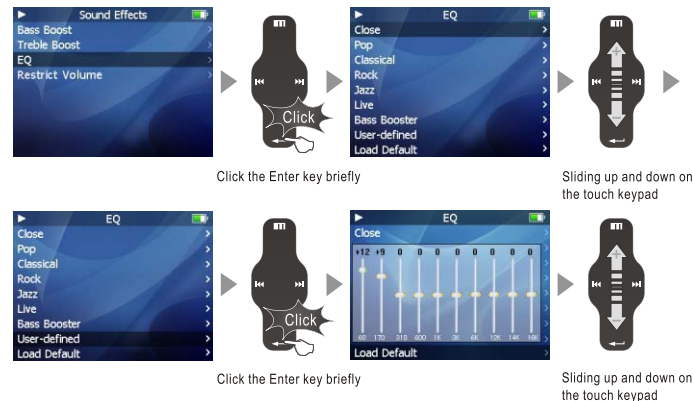 Sound Effects
Bass Boost
Treble Boost
EQ
Restrict Volume
m
Click
EQ
Close
Pop
Classical
Rock
Jazz
Live
Bass Booster
User-defined
Load Default
m
Click the Enter key briefly
Sliding up and down on
the touch keypad
EQ
Close
Pop
Classical
Rock
Jazz
Live
Bass Booster
User-defined
Load Default
m
Click
EQ
Close
+12 +9 0 0 0 0 0 0 0 0
60 170 310 600 1K 3K 6K 12K 14K 16K
Load Default
m
Click the Enter key briefly
Sliding up and down on
the touch keypad